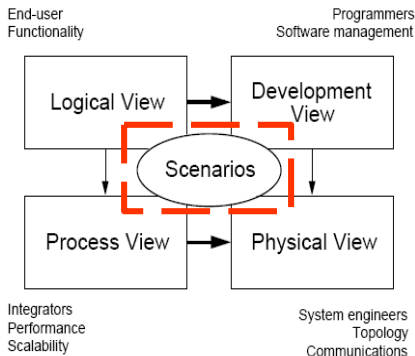 End-user
Functionality
Programmers
Software management
Logical View
Development
View
Scenarios
Process View
Physical View
Integrators
Performance
Scalability
System engineers
Topology
Communications